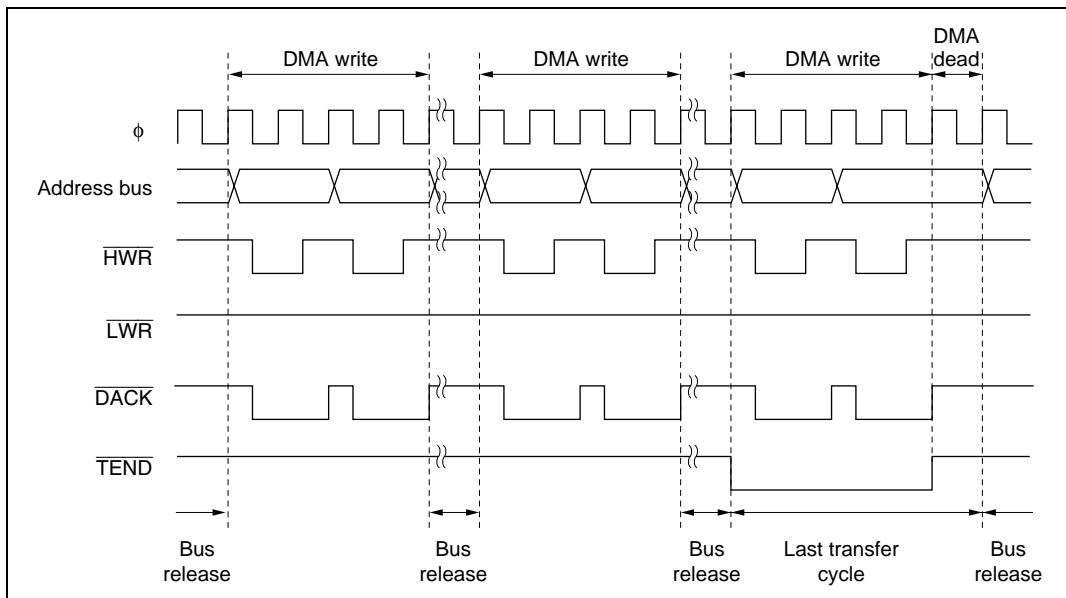 DMA
dead
DMA write
DMA write
DMA write
φ
Address bus
HWR
LWR
DACK
TEND
Bus
release
Bus
release
Bus
release
Last transfer
cycle
Bus
release